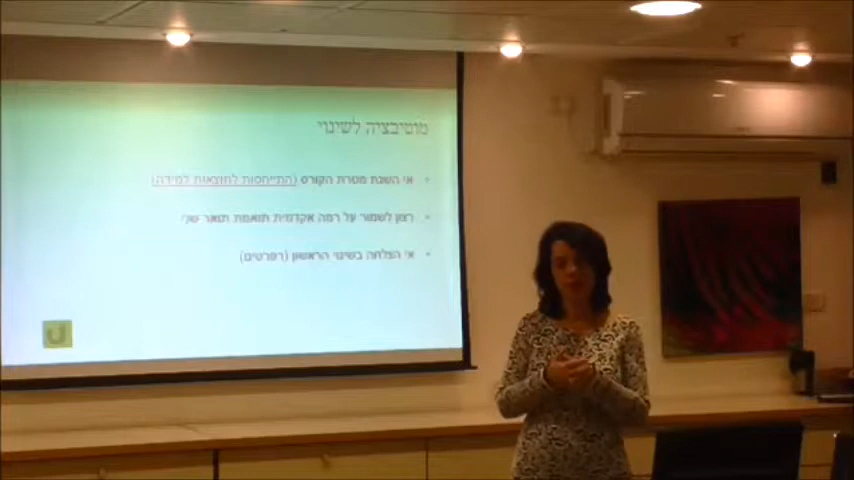 מוטיבציה לשינוי
• אי השגת מטרת הקורס (התייחסות לתוצאות למידה)
• רצון לשמור על רמה אקדמית תואמת תואר שני
• אי הצלחה בשינוי הראשון (רפרטים)